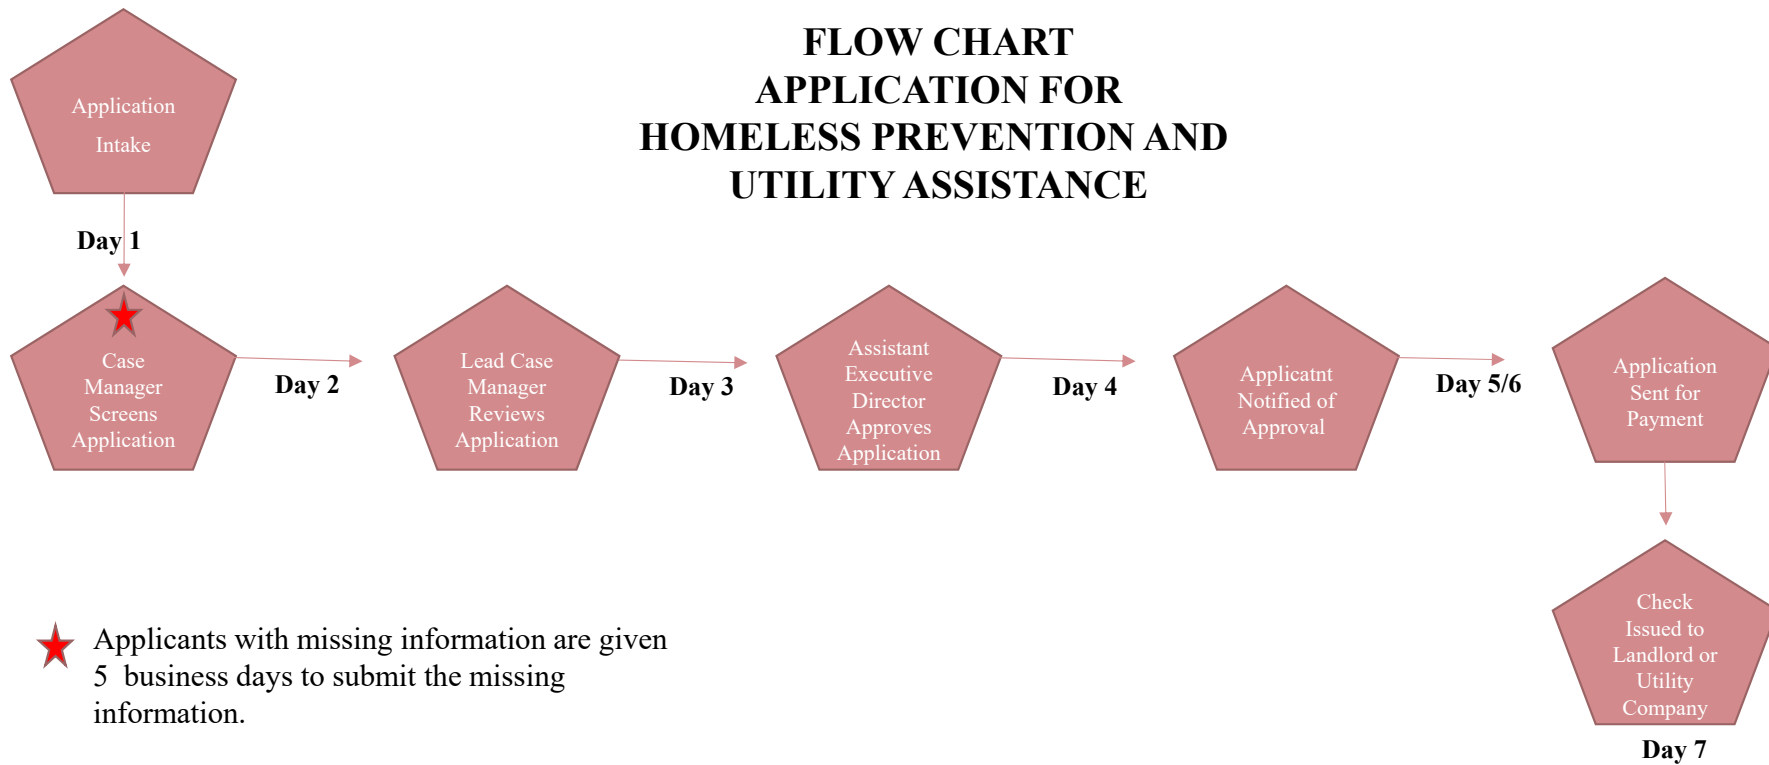 FLOW CHART
APPLICATION FOR
HOMELESS PREVENTION AND
UTILITY ASSISTANCE
Application
Intake
Day 1
Case
Manager
Screens
Application
Day 2
Lead Case
Manager
Reviews
Application
Day 3
Assistant
Executive
Director
Approves
Application
Day 4
Applicatnt
Notified of
Approval
Day 5/6
Application
Sent for
Payment
Check
Issued to
Landlord or
Utility
Company
Day 7
Applicants with missing information are given
5 business days to submit the missing
information.